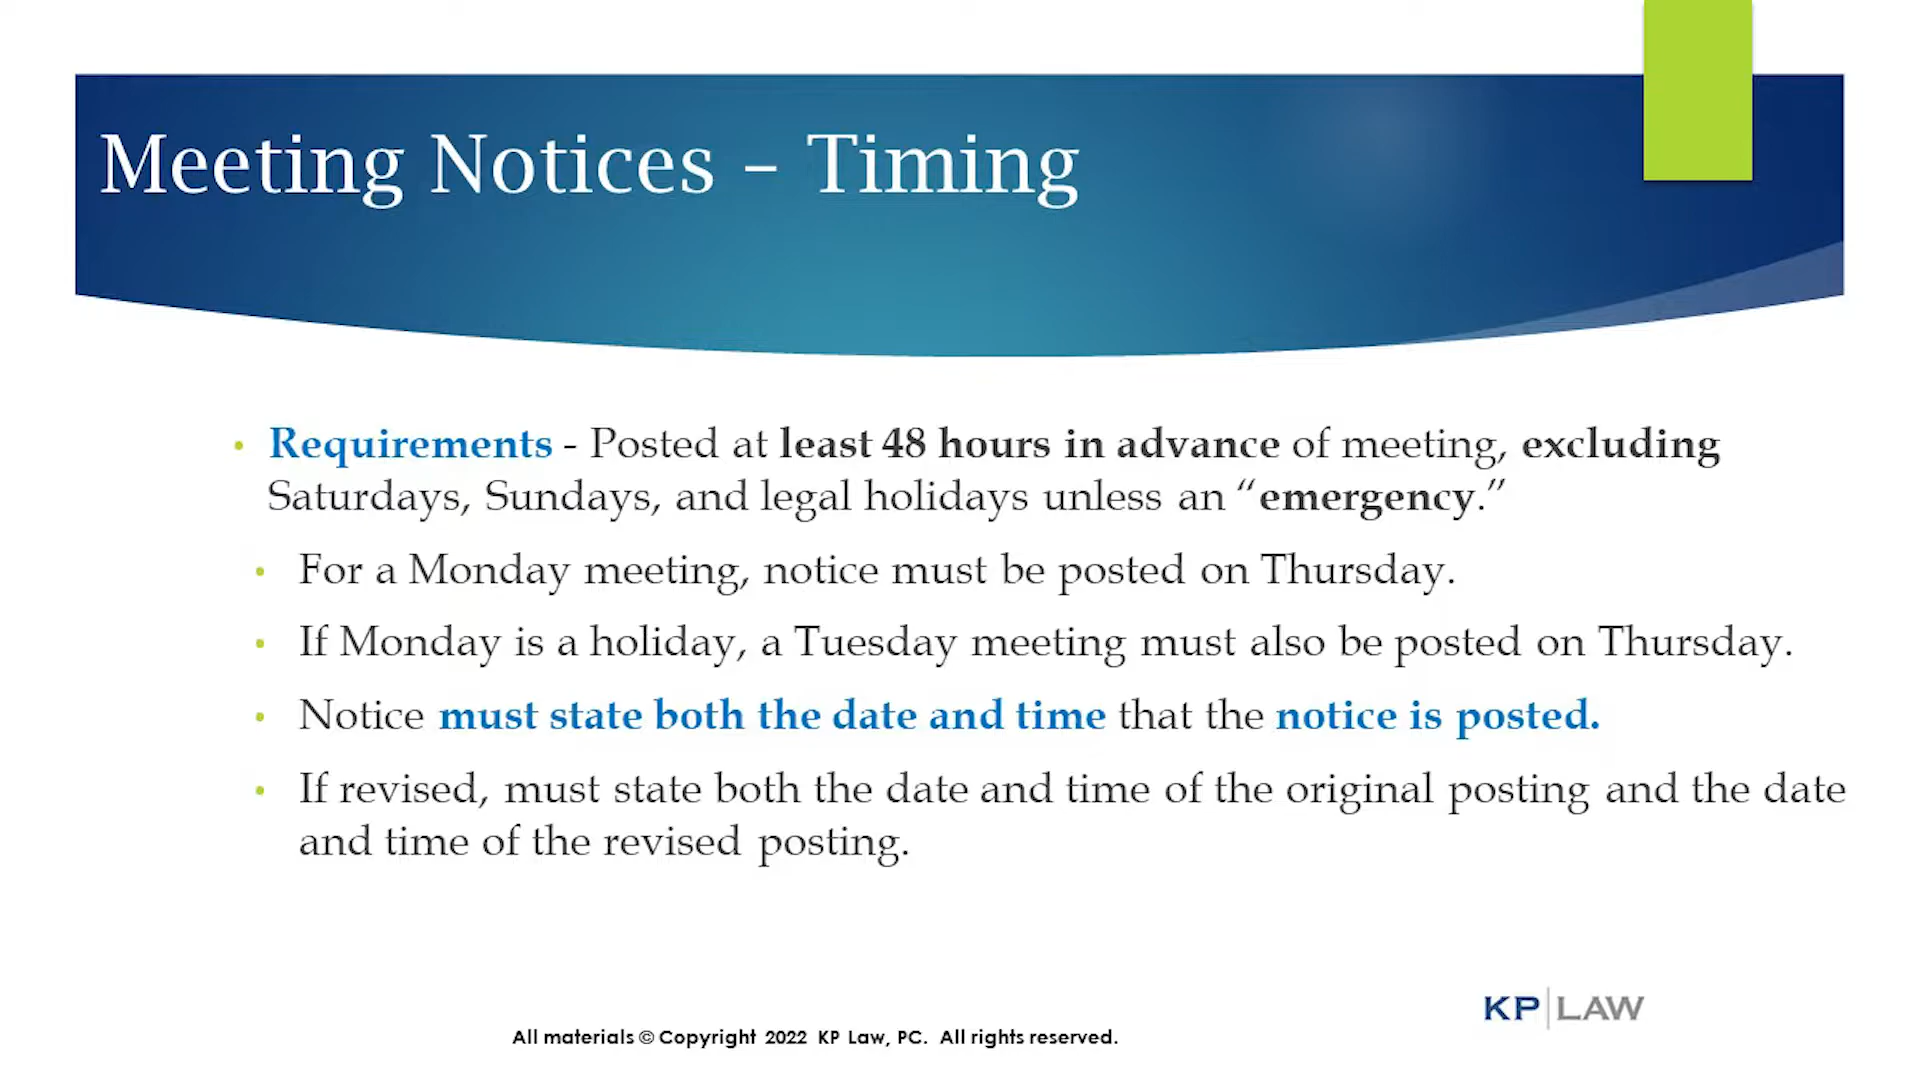 Meeting Notices – Timing
• Requirements - Posted at least 48 hours in advance of meeting, excluding
Saturdays, Sundays, and legal holidays unless an “emergency.”
• For a Monday meeting, notice must be posted on Thursday.
• If Monday is a holiday, a Tuesday meeting must also be posted on Thursday.
• Notice must state both the date and time that the notice is posted.
• If revised, must state both the date and time of the original posting and the date
and time of the revised posting.
KP|LAW
All materials © Copyright 2022 KP Law, PC. All rights reserved.